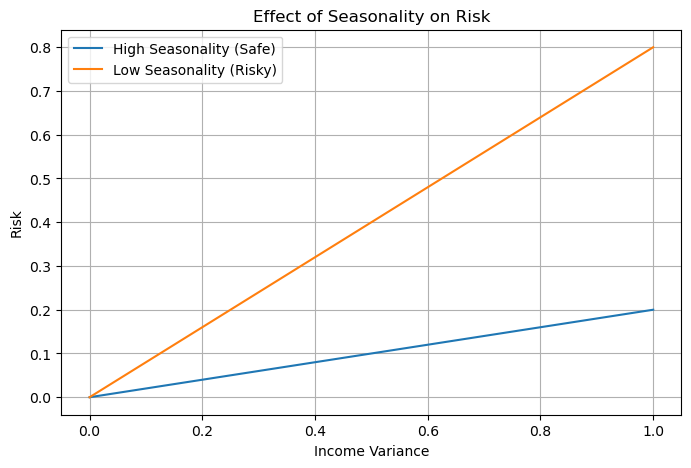 Effect of Seasonality on Risk
High Seasonality (Safe)
Low Seasonality (Risky)
Risk
0.8
0.7
0.6
0.5
0.4
0.3
0.2
0.1
0.0
0.0 0.2 0.4 0.6 0.8 1.0
Income Variance